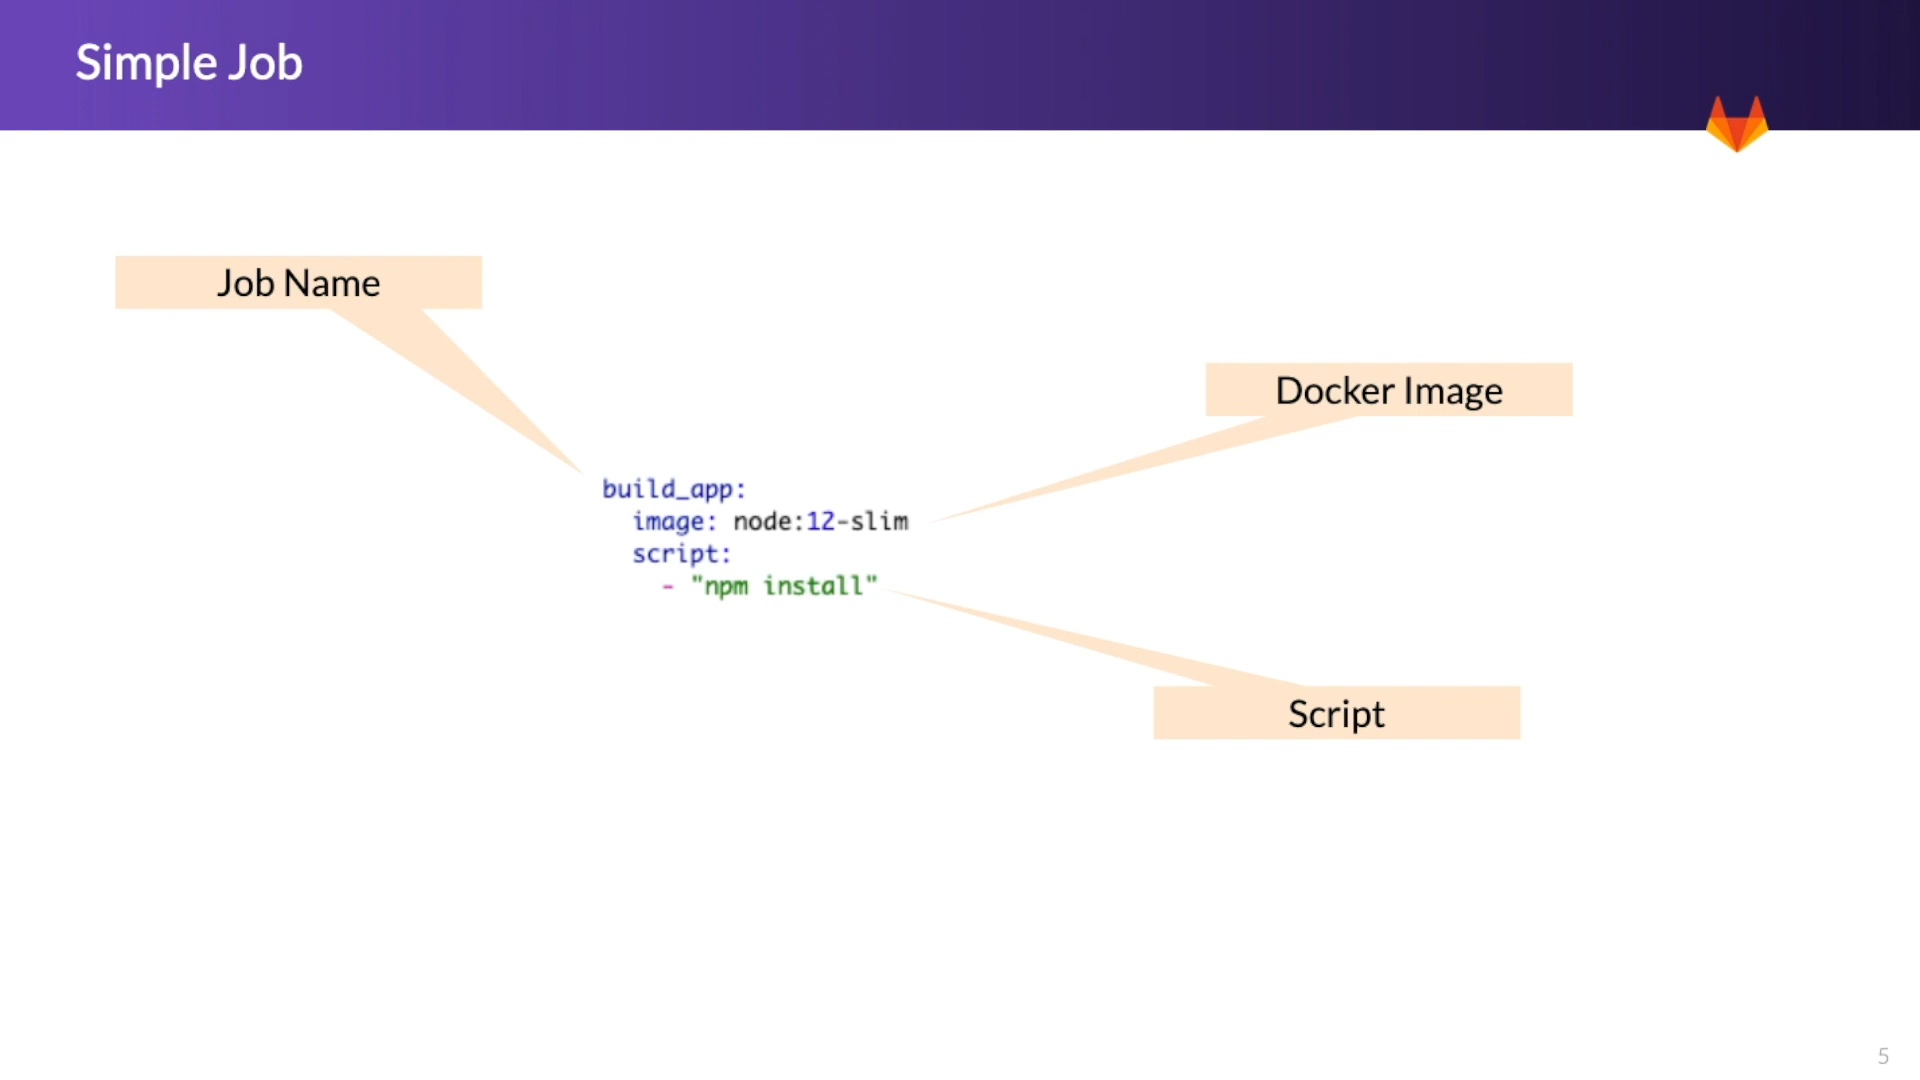 Simple Job
Job Name
Docker Image
build_app:
  image: node:12-slim
  script:
    - "npm install"
Script
5